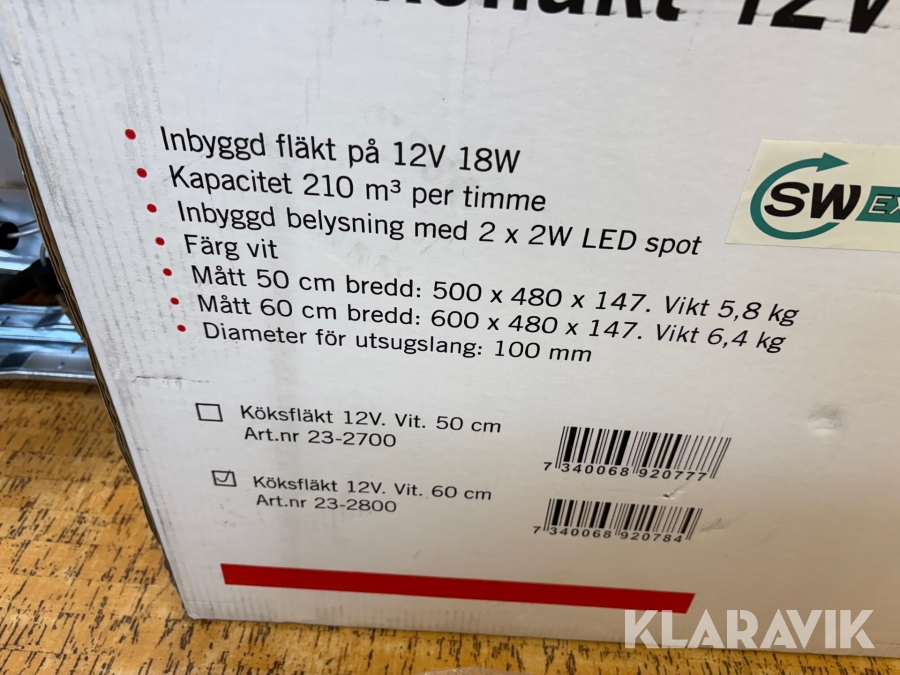 12V
Inbyggd fläkt på 12V 18W
Kapacitet 210 m³ per timme
Inbyggd belysning med 2 x 2W LED spot
Färg vit
Mått 50 cm bredd: 500 x 480 x 147. Vikt 5,8 kg
Mått 60 cm bredd: 600 x 480 x 147. Vikt 6,4 kg
Diameter för utsugslang: 100 mm
SW
Köksfläkt 12V. Vit. 50 cm
Art.nr 23-2700
7 340068 920777
Köksfläkt 12V. Vit. 60 cm
Art.nr 23-2800
7 340068 920784
KLARAVIK